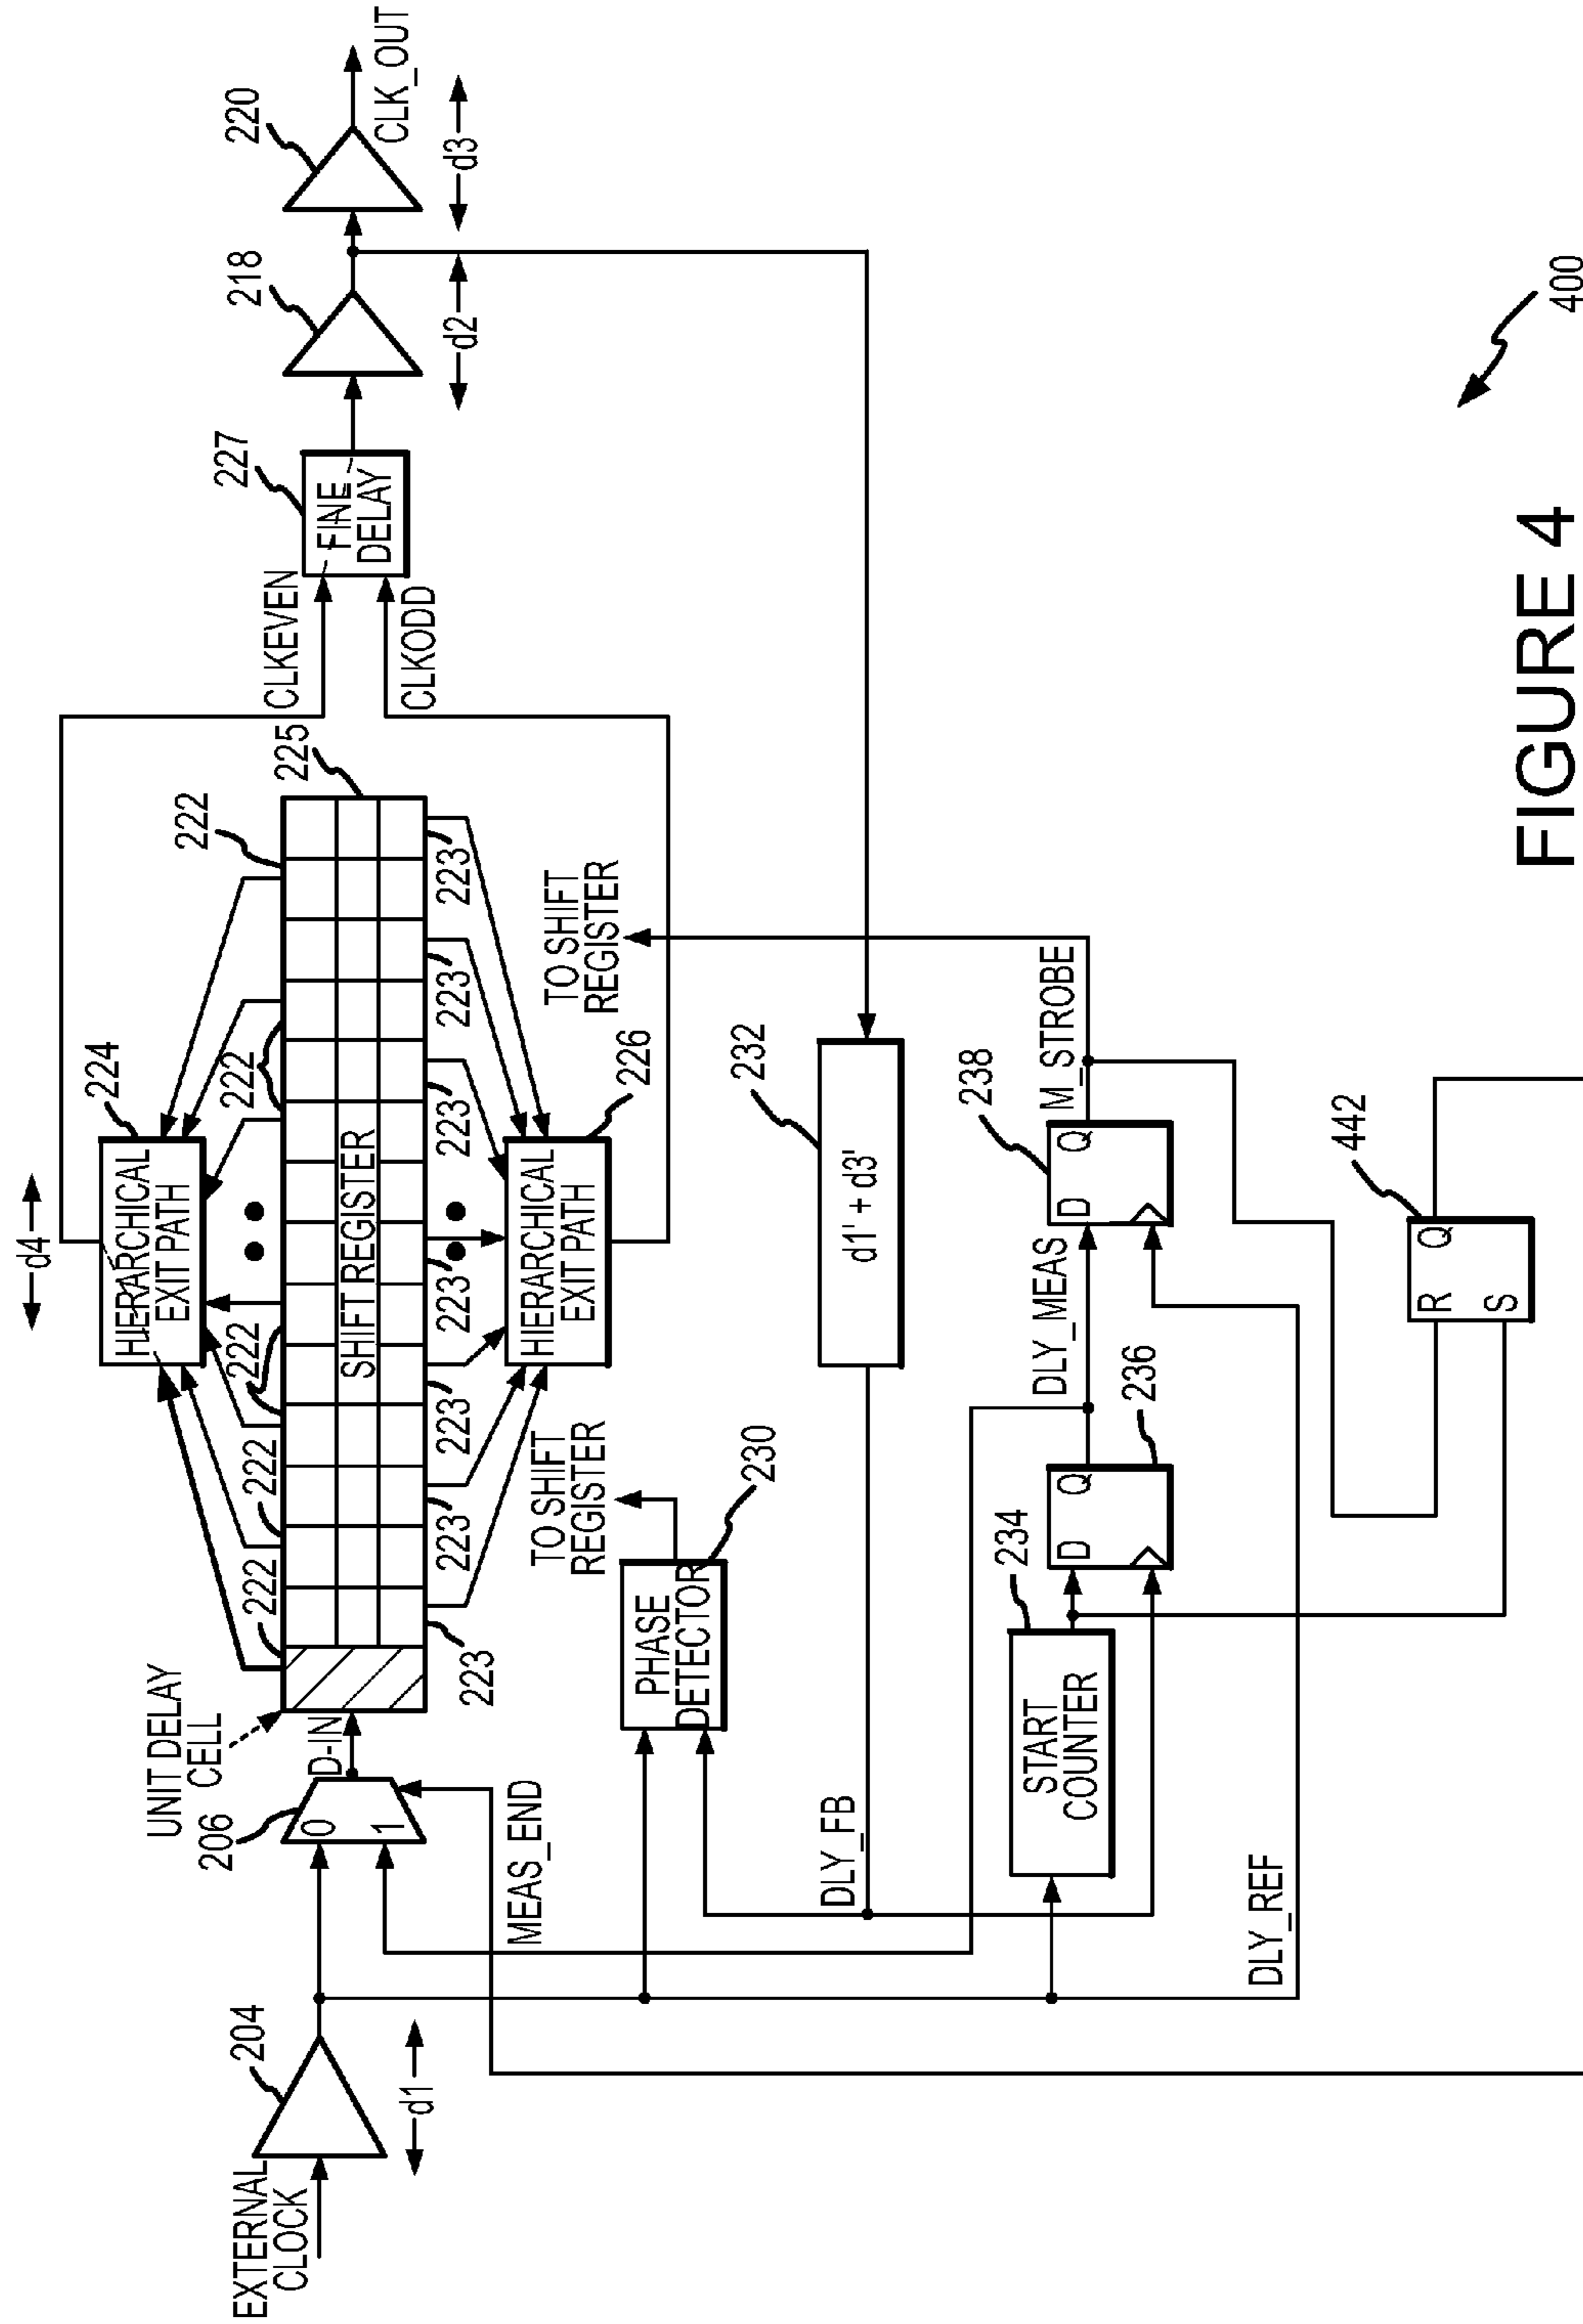 EXTERNAL
CLOCK
204
d1
206
0
1
UNIT DELAY
CELL
D-IN
MEAS_END
d4
224
HIERARCHICAL
EXIT PATH
222
222
222
222
222
222
225
SHIFT REGISTER
223
223
223
223
223
223
223
223
226
HIERARCHICAL
EXIT PATH
CLKEVEN
CLKODD
227
FINE
DELAY
218
d2
220
d3
CLK_OUT
TO SHIFT
REGISTER
TO SHIFT
REGISTER
PHASE
DETECTOR
230
232
d1' + d3'
DLY_FB
234
START
COUNTER
D Q
236
DLY_MEAS
238
D Q
M_STROBE
DLY_REF
442
R Q
S
400
FIGURE 4